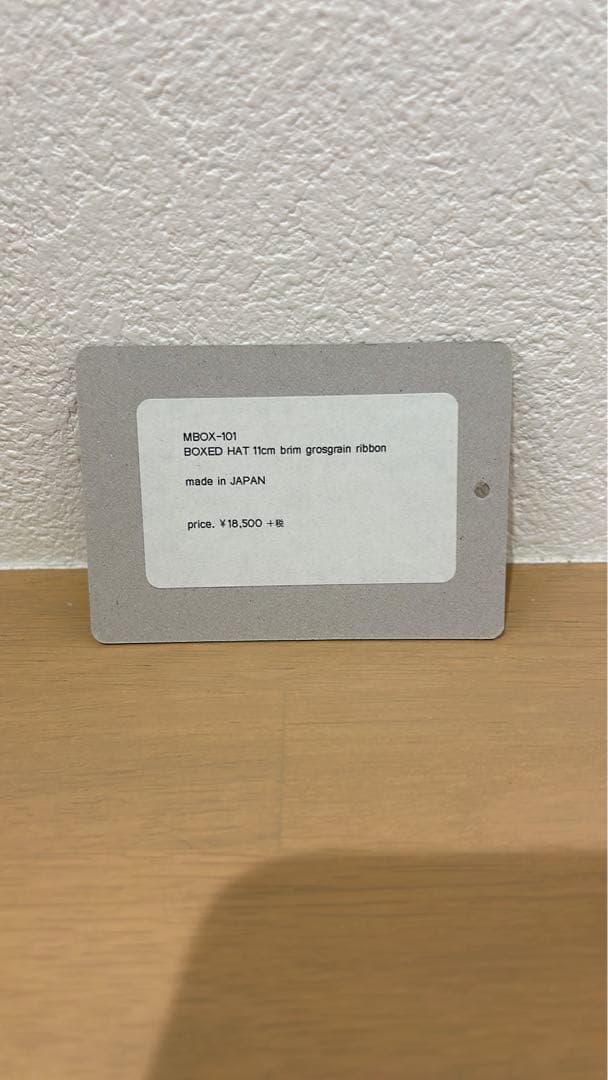 MBOX-101
BOXED HAT 11cm brim grosgrain ribbon
made in JAPAN
price. ¥18,500 +税